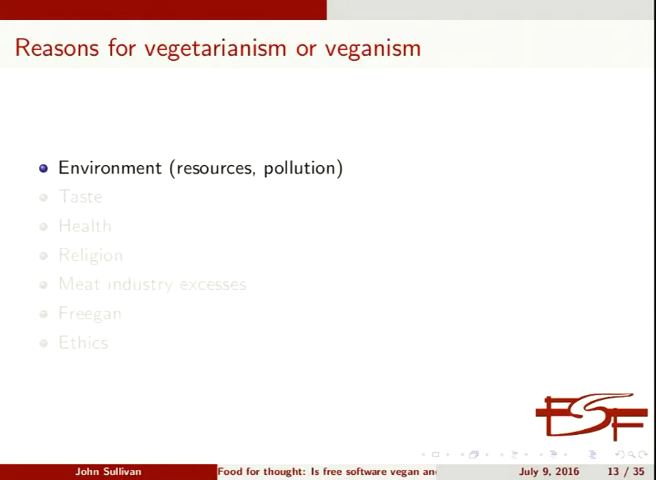 Reasons for vegetarianism or veganism
Environment (resources, pollution)
Taste
Health
Religion
Meat industry excesses
Freegan
Ethics
FSF
John Sullivan
Food for thought: Is free software vegan an
July 9, 2016
13 / 35